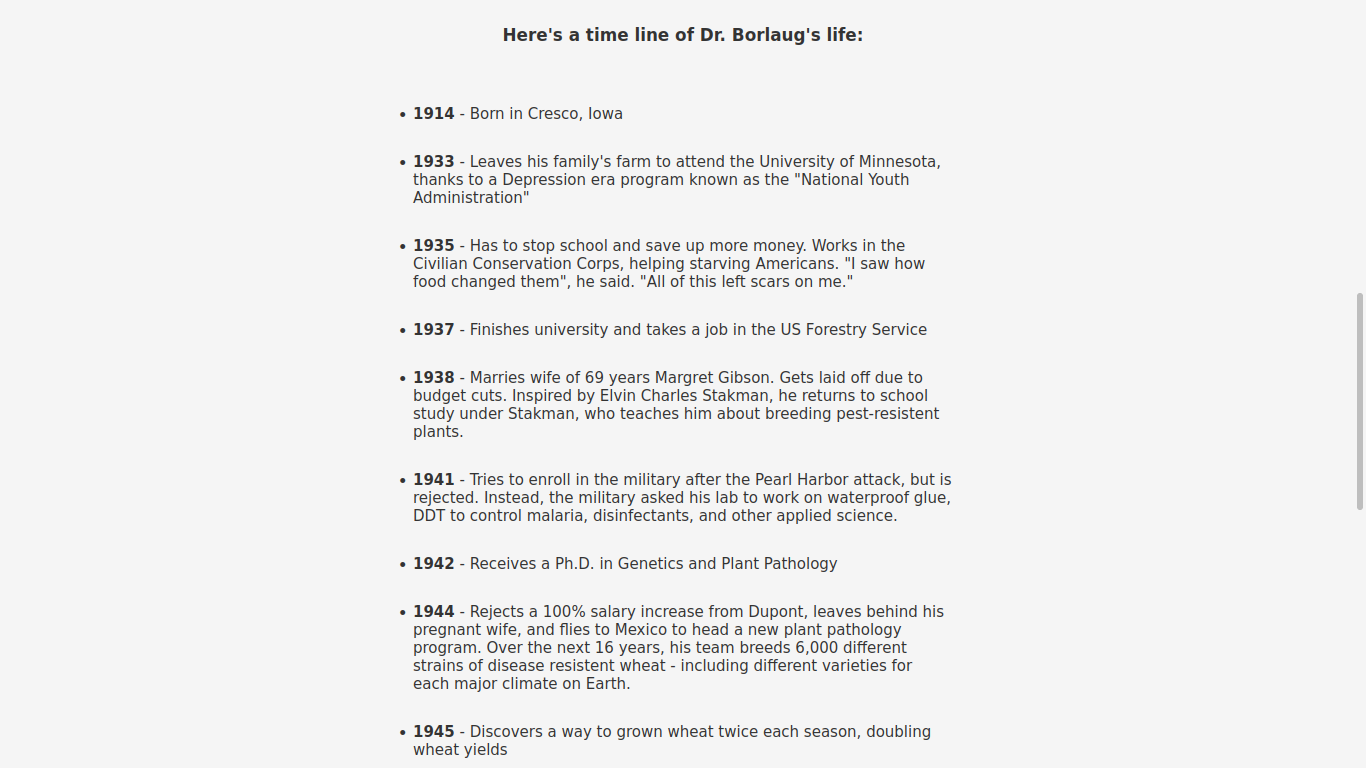 Here's a time line of Dr. Borlaug's life:
• 1914 - Born in Cresco, Iowa
• 1933 - Leaves his family's farm to attend the University of Minnesota,
thanks to a Depression era program known as the "National Youth
Administration"
• 1935 - Has to stop school and save up more money. Works in the
Civilian Conservation Corps, helping starving Americans. "I saw how
food changed them", he said. "All of this left scars on me."
• 1937 - Finishes university and takes a job in the US Forestry Service
• 1938 - Marries wife of 69 years Margret Gibson. Gets laid off due to
budget cuts. Inspired by Elvin Charles Stakman, he returns to school
study under Stakman, who teaches him about breeding pest-resistent
plants.
• 1941 - Tries to enroll in the military after the Pearl Harbor attack, but is
rejected. Instead, the military asked his lab to work on waterproof glue,
DDT to control malaria, disinfectants, and other applied science.
• 1942 - Receives a Ph.D. in Genetics and Plant Pathology
• 1944 - Rejects a 100% salary increase from Dupont, leaves behind his
pregnant wife, and flies to Mexico to head a new plant pathology
program. Over the next 16 years, his team breeds 6,000 different
strains of disease resistent wheat - including different varieties for
each major climate on Earth.
• 1945 - Discovers a way to grown wheat twice each season, doubling
wheat yields